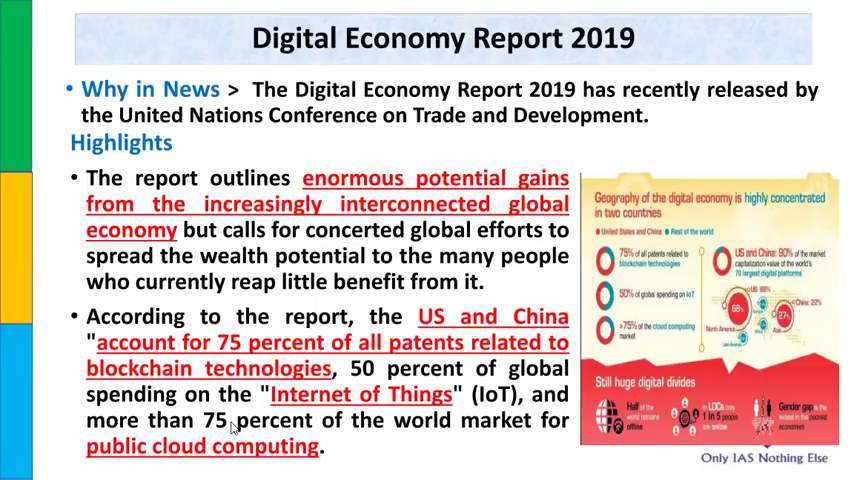 Digital Economy Report 2019
• Why in News > The Digital Economy Report 2019 has recently released by
the United Nations Conference on Trade and Development.
Highlights
• The report outlines enormous potential gains
from the increasingly interconnected global
economy but calls for concerted global efforts to
spread the wealth potential to the many people
who currently reap little benefit from it.
• According to the report, the US and China
"account for 75 percent of all patents related to
blockchain technologies, 50 percent of global
spending on the "Internet of Things" (IoT), and
more than 75 percent of the world market for
public cloud computing.
Geography of the digital economy is highly concentrated
in two countries
United States and China Rest of the world
75% of all patents related to
blockchain technologies
50% of global spending on IoT
>75% of the cloud computing
market
US and China: 90% of the market
capitalization value of the world's
70 largest digital platforms
US: 68%
68%
North America
China: 22%
27%
Asia
Latin America
Still huge digital divides
Half of the
world remains
offline
In LDCs only
1 in 5 people
are online
Gender gap is the
widest in the poorest
economies
Only IAS Nothing Else